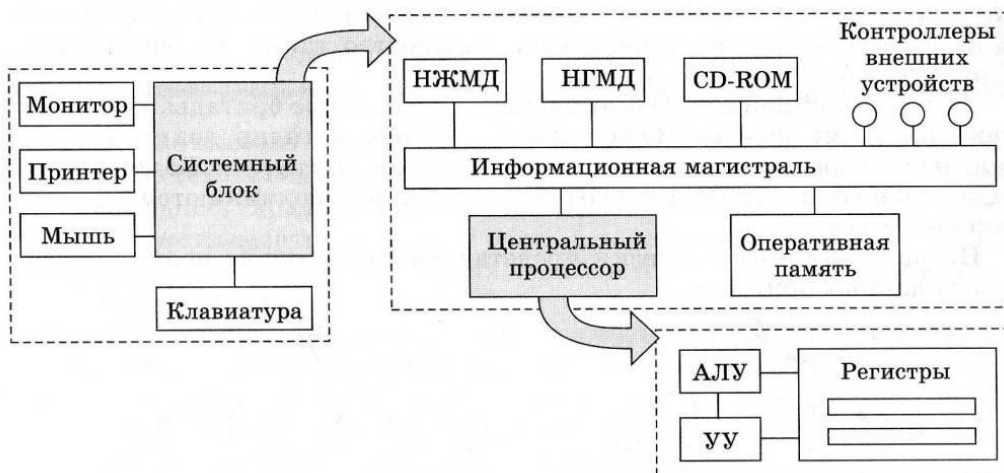 Монитор
Принтер
Мышь
Клавиатура
Системный
блок
НЖМД
НГМД
CD-ROM
Контроллеры
внешних
устройств
Информационная магистраль
Центральный
процессор
Оперативная
память
АЛУ
УУ
Регистры